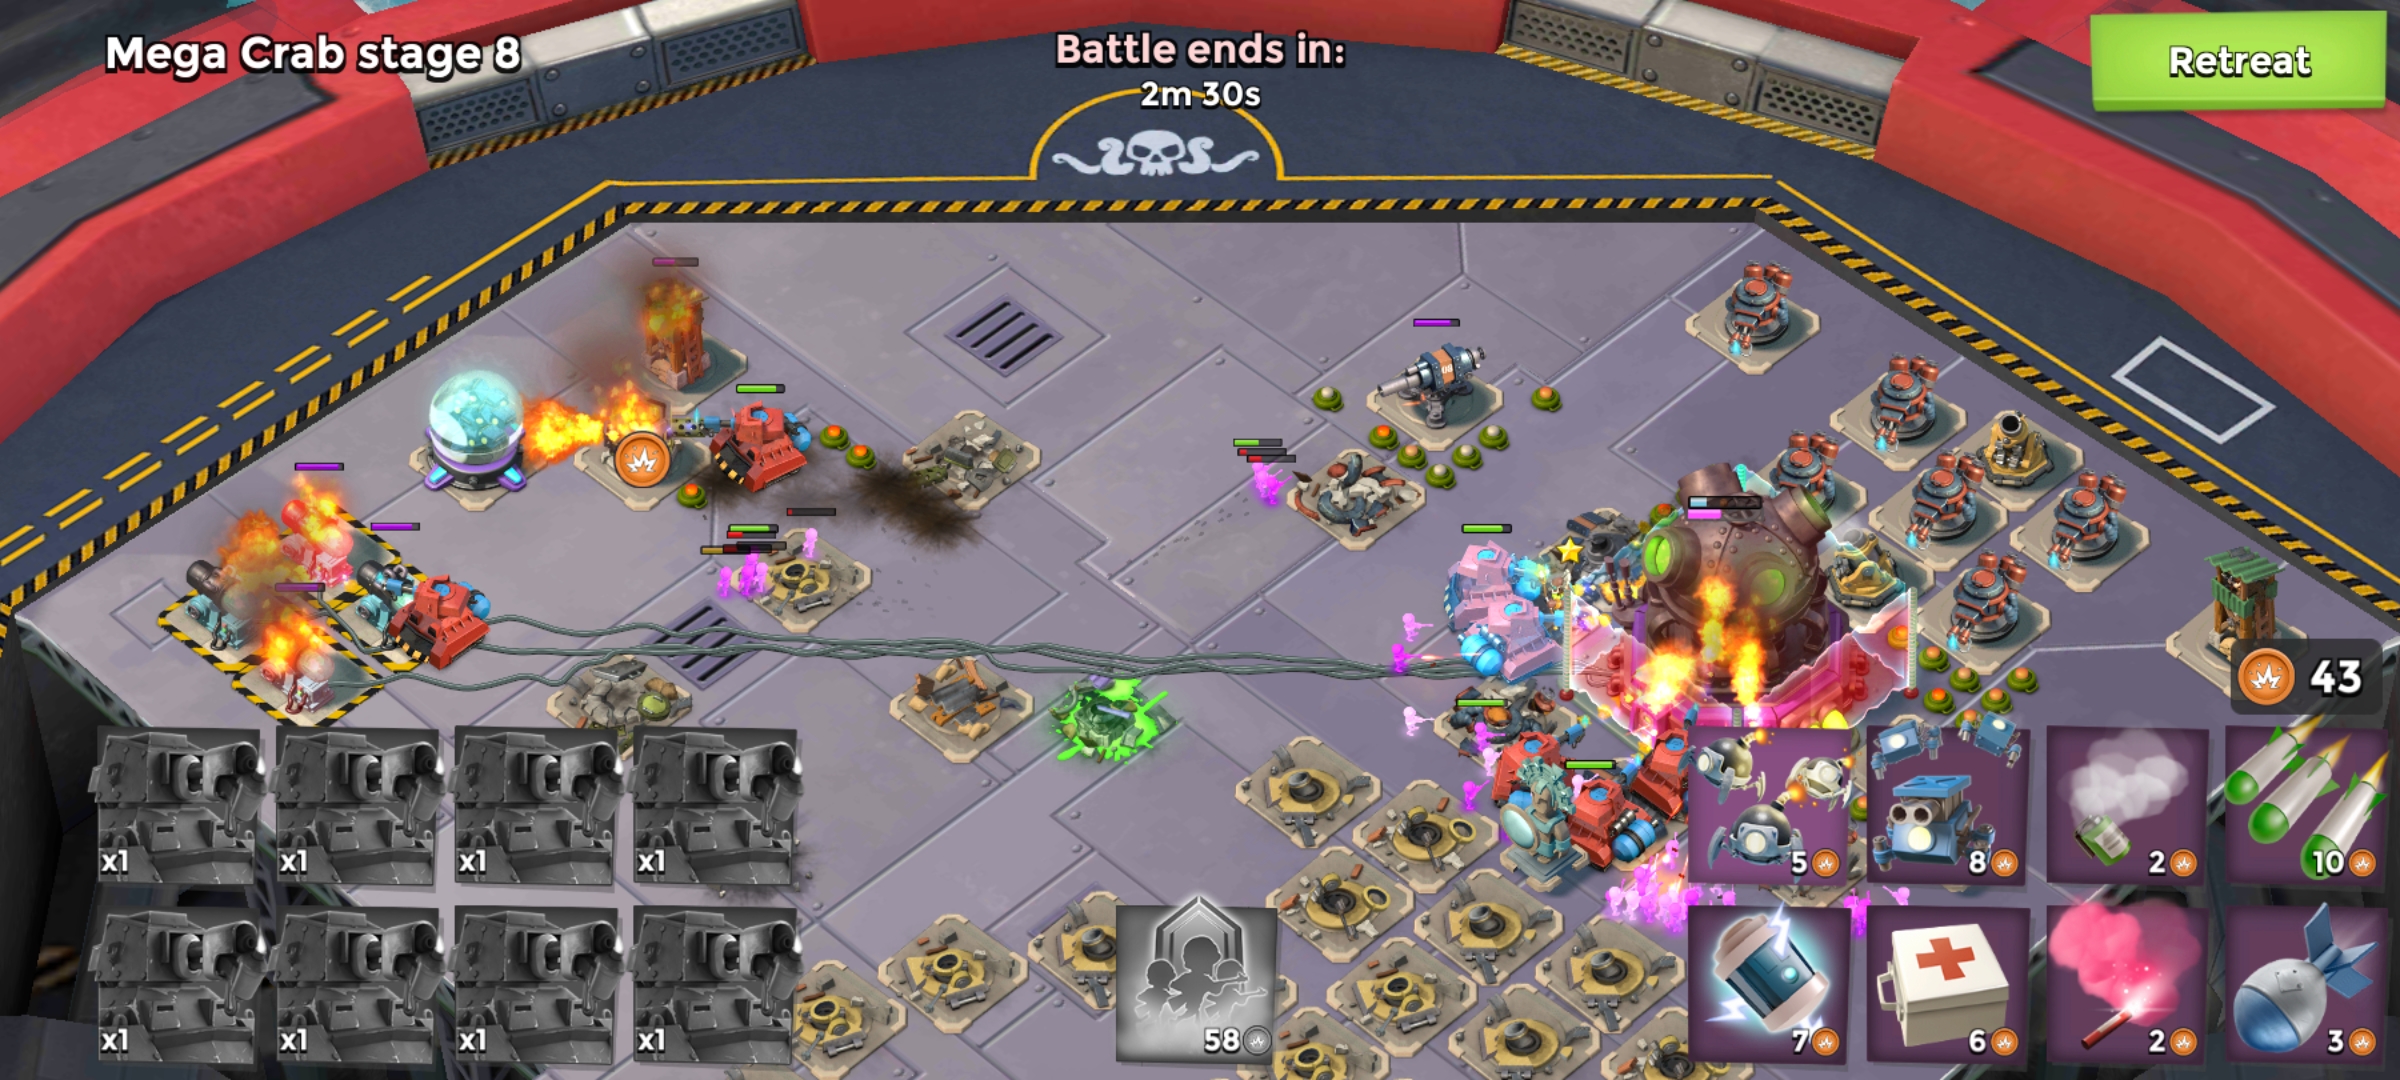 Mega Crab stage 8
Battle ends in:
2m 30s
Retreat
43
x1
x1
x1
x1
5
8
2
10
x1
x1
x1
x1
58
7
6
2
3